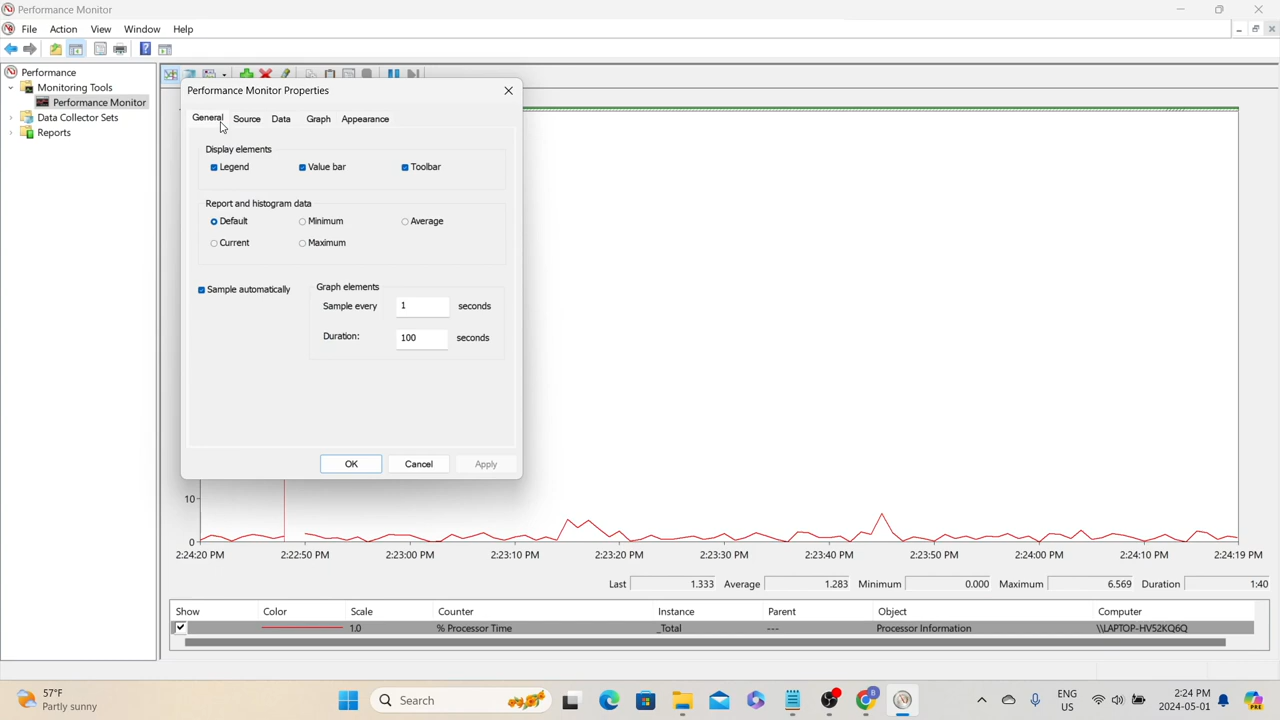 Performance Monitor
File Action View Window Help
Performance
Monitoring Tools
Performance Monitor
Data Collector Sets
Reports
Performance Monitor Properties
General Source Data Graph Appearance
Display elements
Legend Value bar Toolbar
Report and histogram data
Default Minimum Average
Current Maximum
Sample automatically
Graph elements
Sample every 1 seconds
Duration: 100 seconds
OK Cancel Apply
10
0
2:24:20 PM 2:22:50 PM 2:23:00 PM 2:23:10 PM 2:23:20 PM 2:23:30 PM 2:23:40 PM 2:23:50 PM 2:24:00 PM 2:24:10 PM 2:24:19 PM
Last 1.333 Average 1.283 Minimum 0.000 Maximum 6.569 Duration 1:40
Show Color Scale Counter Instance Parent Object Computer
1.0 % Processor Time _Total --- Processor Information \\LAPTOP-HV52KQ6Q
57°F
Partly sunny
Search
ENG
US
2:24 PM
2024-05-01